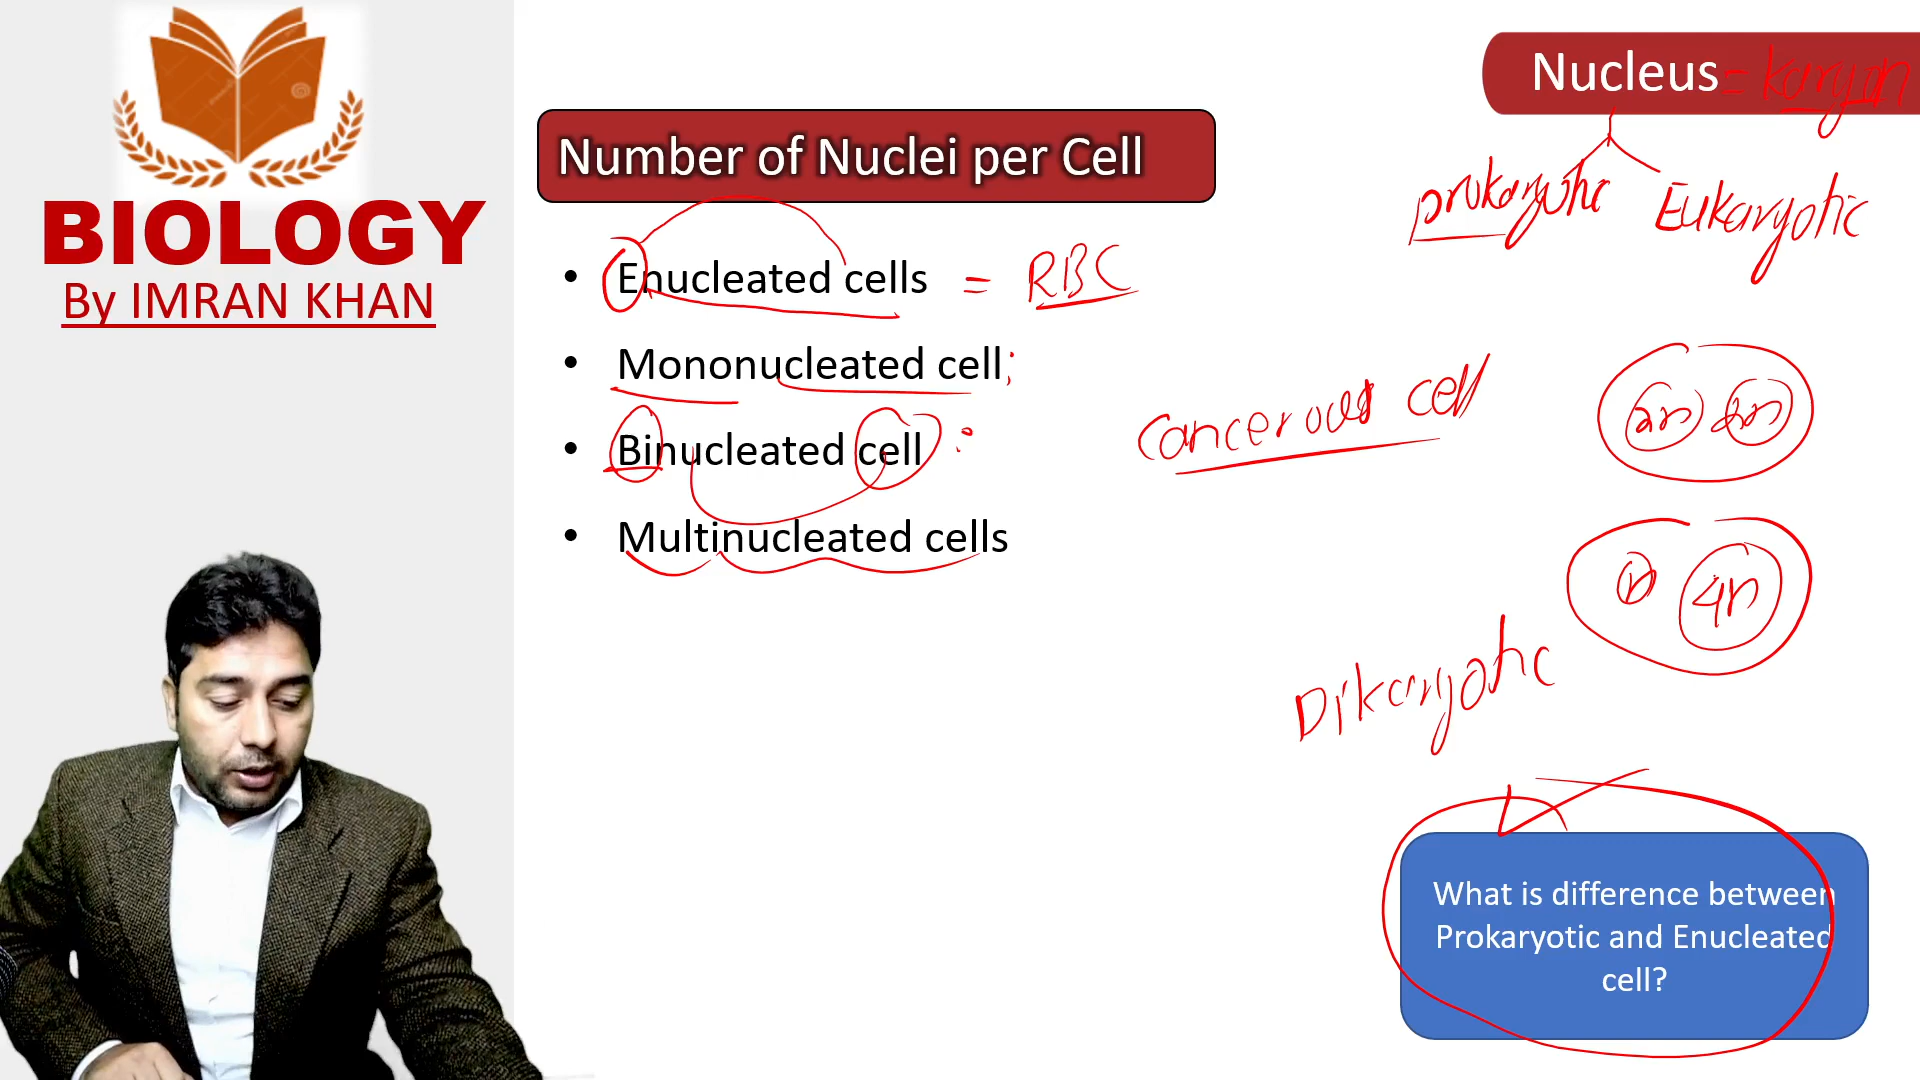 BIOLOGY
By IMRAN KHAN
Nucleus = karyon
prokaryotic Eukaryotic
Number of Nuclei per Cell
• Enucleated cells = RBC
• Mononucleated cell:
• Binucleated cell :
• Multinucleated cells
Cancerous cell
2n 2n
n 4n
Dikaryotic
What is difference between
Prokaryotic and Enucleated
cell?